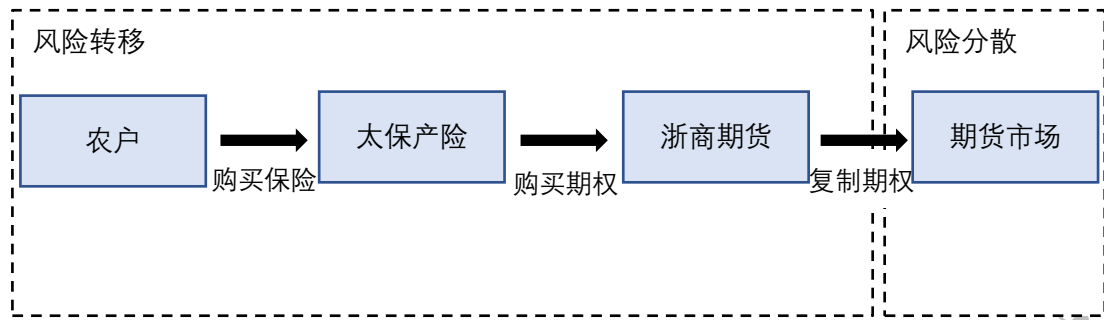 风险转移
风险分散
农户
太保产险
浙商期货
期货市场
购买保险
购买期权
复制期权